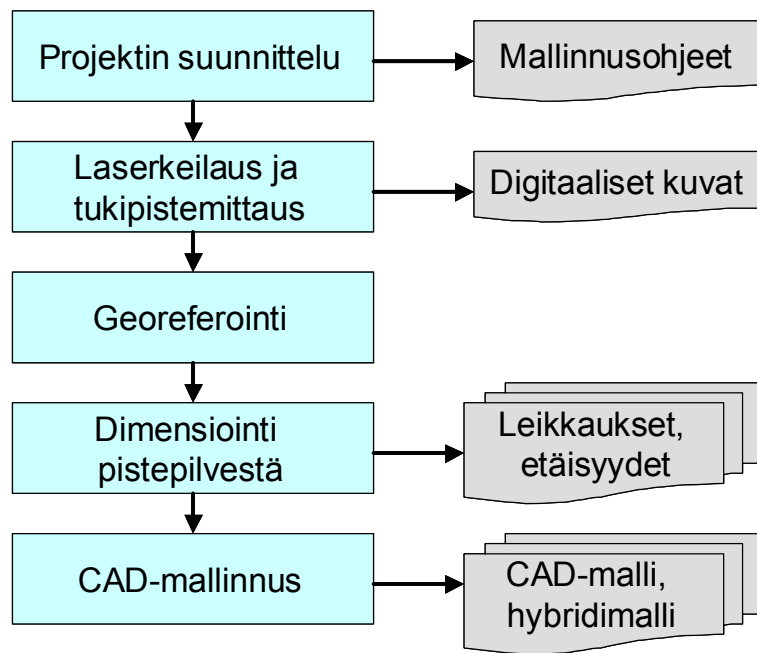 Projektin suunnittelu
Mallinnusohjeet
Laserkeilaus ja
tukipistemittaus
Digitaaliset kuvat
Georeferointi
Dimensiointi
pistepilvestä
Leikkaukset,
etäisyydet
CAD-mallinnus
CAD-malli,
hybridimalli